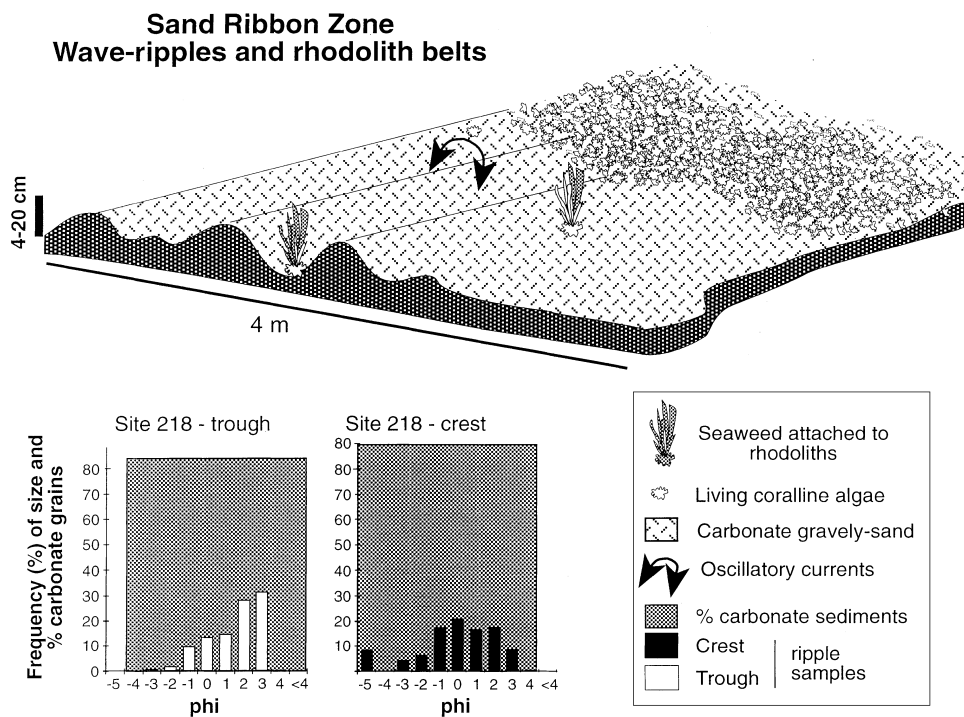 Sand Ribbon Zone
Wave-ripples and rhodolith belts
4-20 cm
4 m
Site 218 - trough
Site 218 - crest
Frequency (%) of size and
% carbonate grains
80
70
60
50
40
30
20
10
0
-5 -4 -3 -2 -1 0 1 2 3 <4
phi
80
70
60
50
40
30
20
10
-5 -4 -3 -2 -1 0 1 2 3 4 <4
phi
Seaweed attached to
rhodoliths
Living coralline algae
Carbonate gravely-sand
Oscillatory currents
% carbonate sediments
Crest
Trough
ripple
samples